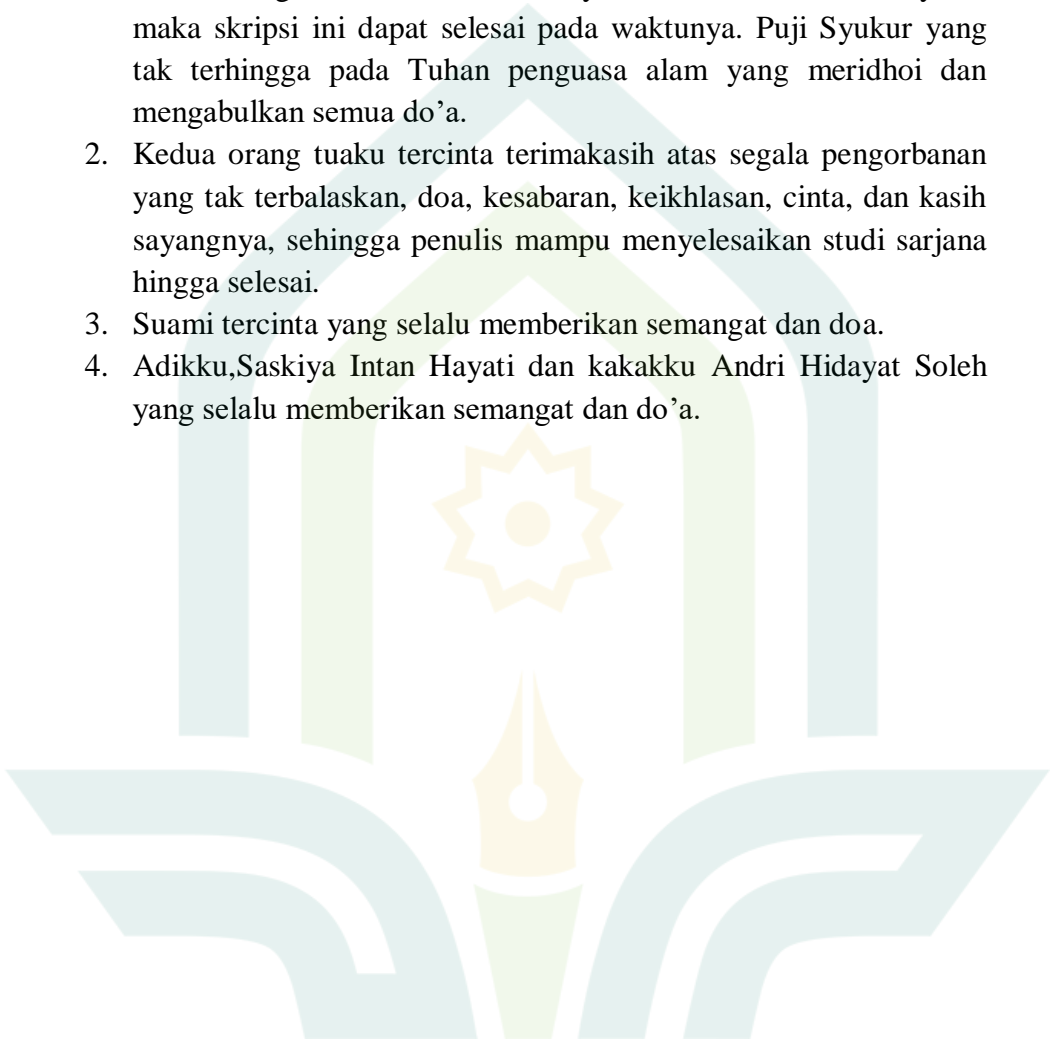 maka skripsi ini dapat selesai pada waktunya. Puji Syukur yang
tak terhingga pada Tuhan penguasa alam yang meridhoi dan
mengabulkan semua do’a.
2. Kedua orang tuaku tercinta terimakasih atas segala pengorbanan
yang tak terbalaskan, doa, kesabaran, keikhlasan, cinta, dan kasih
sayangnya, sehingga penulis mampu menyelesaikan studi sarjana
hingga selesai.
3. Suami tercinta yang selalu memberikan semangat dan doa.
4. Adikku,Saskiya Intan Hayati dan kakakku Andri Hidayat Soleh
yang selalu memberikan semangat dan do’a.